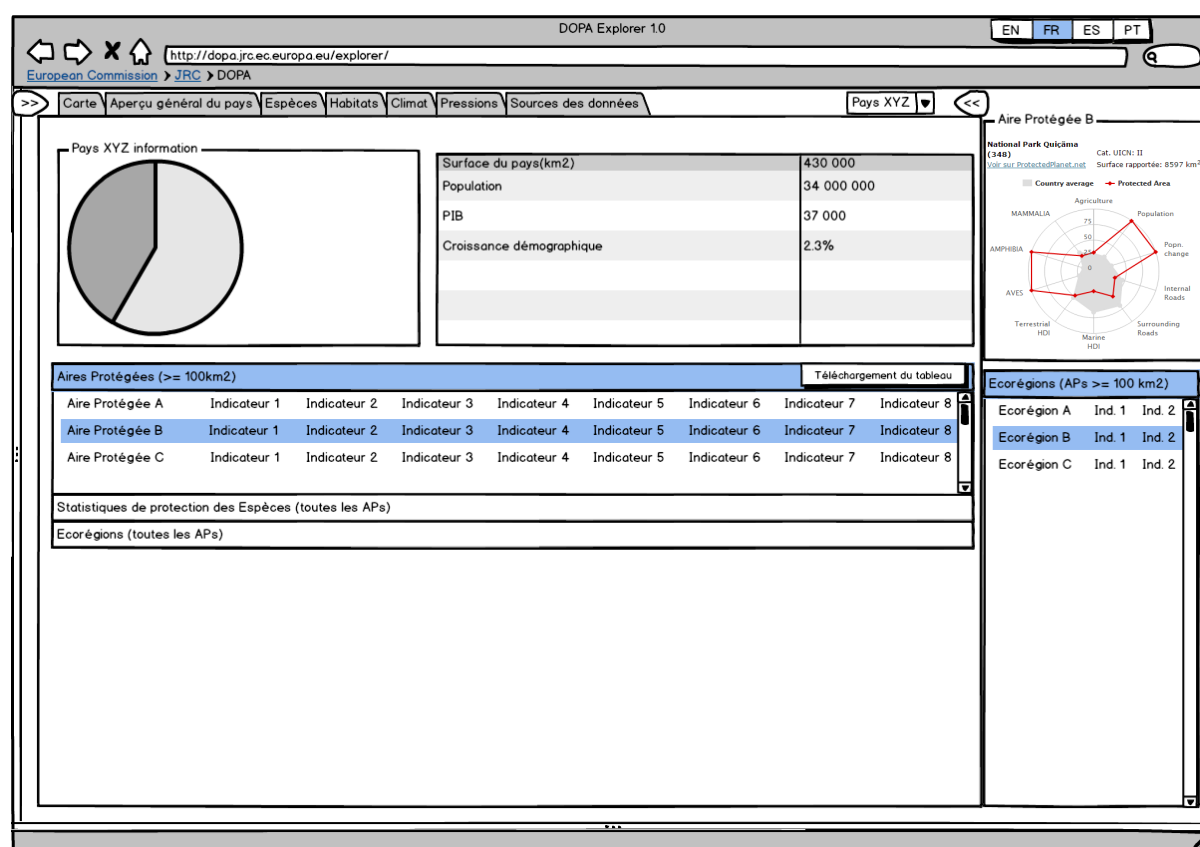 DOPA Explorer 1.0
EN FR ES PT
http://dopa.jrc.ec.europa.eu/explorer/
European Commission > JRC > DOPA
>> Carte Aperçu général du pays Espèces Habitats Climat Pressions Sources des données Pays XYZ <<
Pays XYZ information
Surface du pays(km2) 430 000
Population 34 000 000
PIB 37 000
Croissance démographique 2.3%
Aires Protégées (>= 100km2) Téléchargement du tableau
Aire Protégée A Indicateur 1 Indicateur 2 Indicateur 3 Indicateur 4 Indicateur 5 Indicateur 6 Indicateur 7 Indicateur 8
Aire Protégée B Indicateur 1 Indicateur 2 Indicateur 3 Indicateur 4 Indicateur 5 Indicateur 6 Indicateur 7 Indicateur 8
Aire Protégée C Indicateur 1 Indicateur 2 Indicateur 3 Indicateur 4 Indicateur 5 Indicateur 6 Indicateur 7 Indicateur 8
Statistiques de protection des Espèces (toutes les APs)
Ecorégions (toutes les APs)
Aire Protégée B
National Park Quiçãma
(348)
Voir sur ProtectedPlanet.net
Cat. UICN: II
Surface rapportée: 8597 km2
Country average Protected Area
Agriculture
MAMMALIA
Population
75
50
AMPHIBIA
Popn.
change
25
0
AVES
Internal
Roads
Terrestrial
HDI
Marine
HDI
Surrounding
Roads
Ecorégions (APs >= 100 km2)
Ecorégion A Ind. 1 Ind. 2
Ecorégion B Ind. 1 Ind. 2
Ecorégion C Ind. 1 Ind. 2